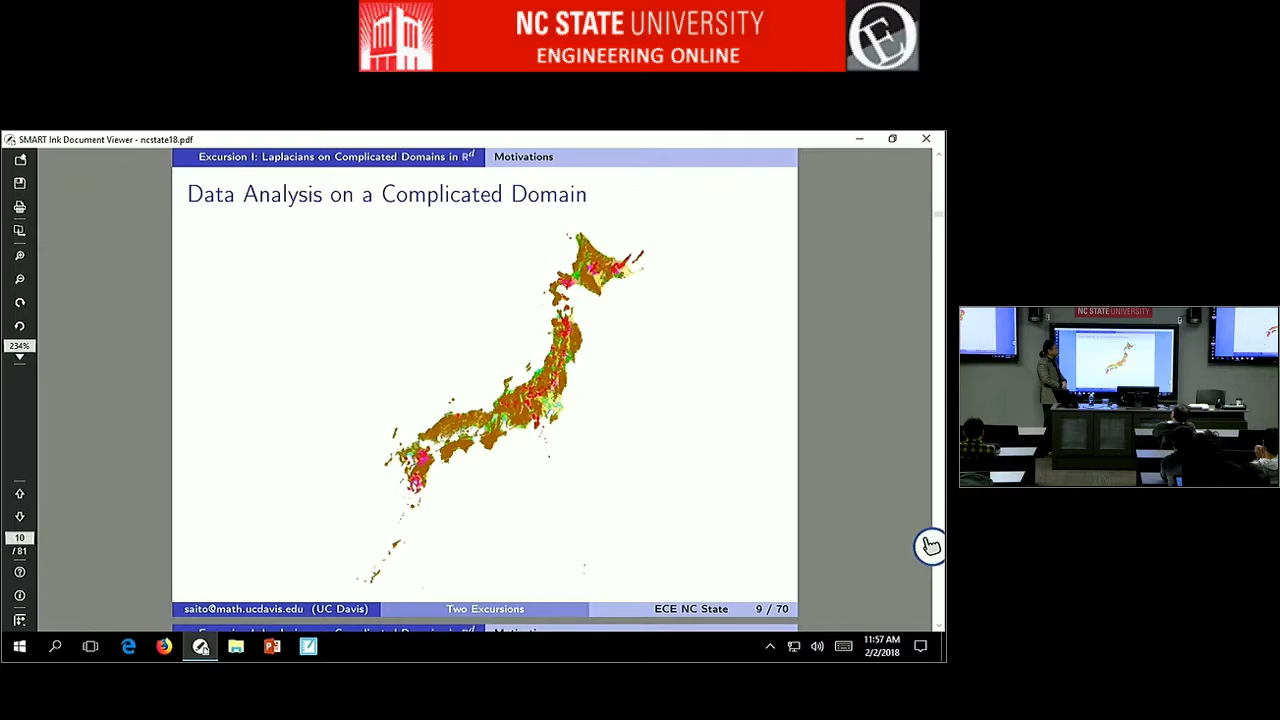 NC STATE UNIVERSITY
ENGINEERING ONLINE
SMART Ink Document Viewer - ncstate18.pdf
Excursion I: Laplacians on Complicated Domains in ℝᵈ
Motivations
Data Analysis on a Complicated Domain
NC STATE UNIVERSITY
234%
10
/ 81
saito@math.ucdavis.edu (UC Davis)
Two Excursions
ECE NC State
9 / 70
11:57 AM
2/2/2018